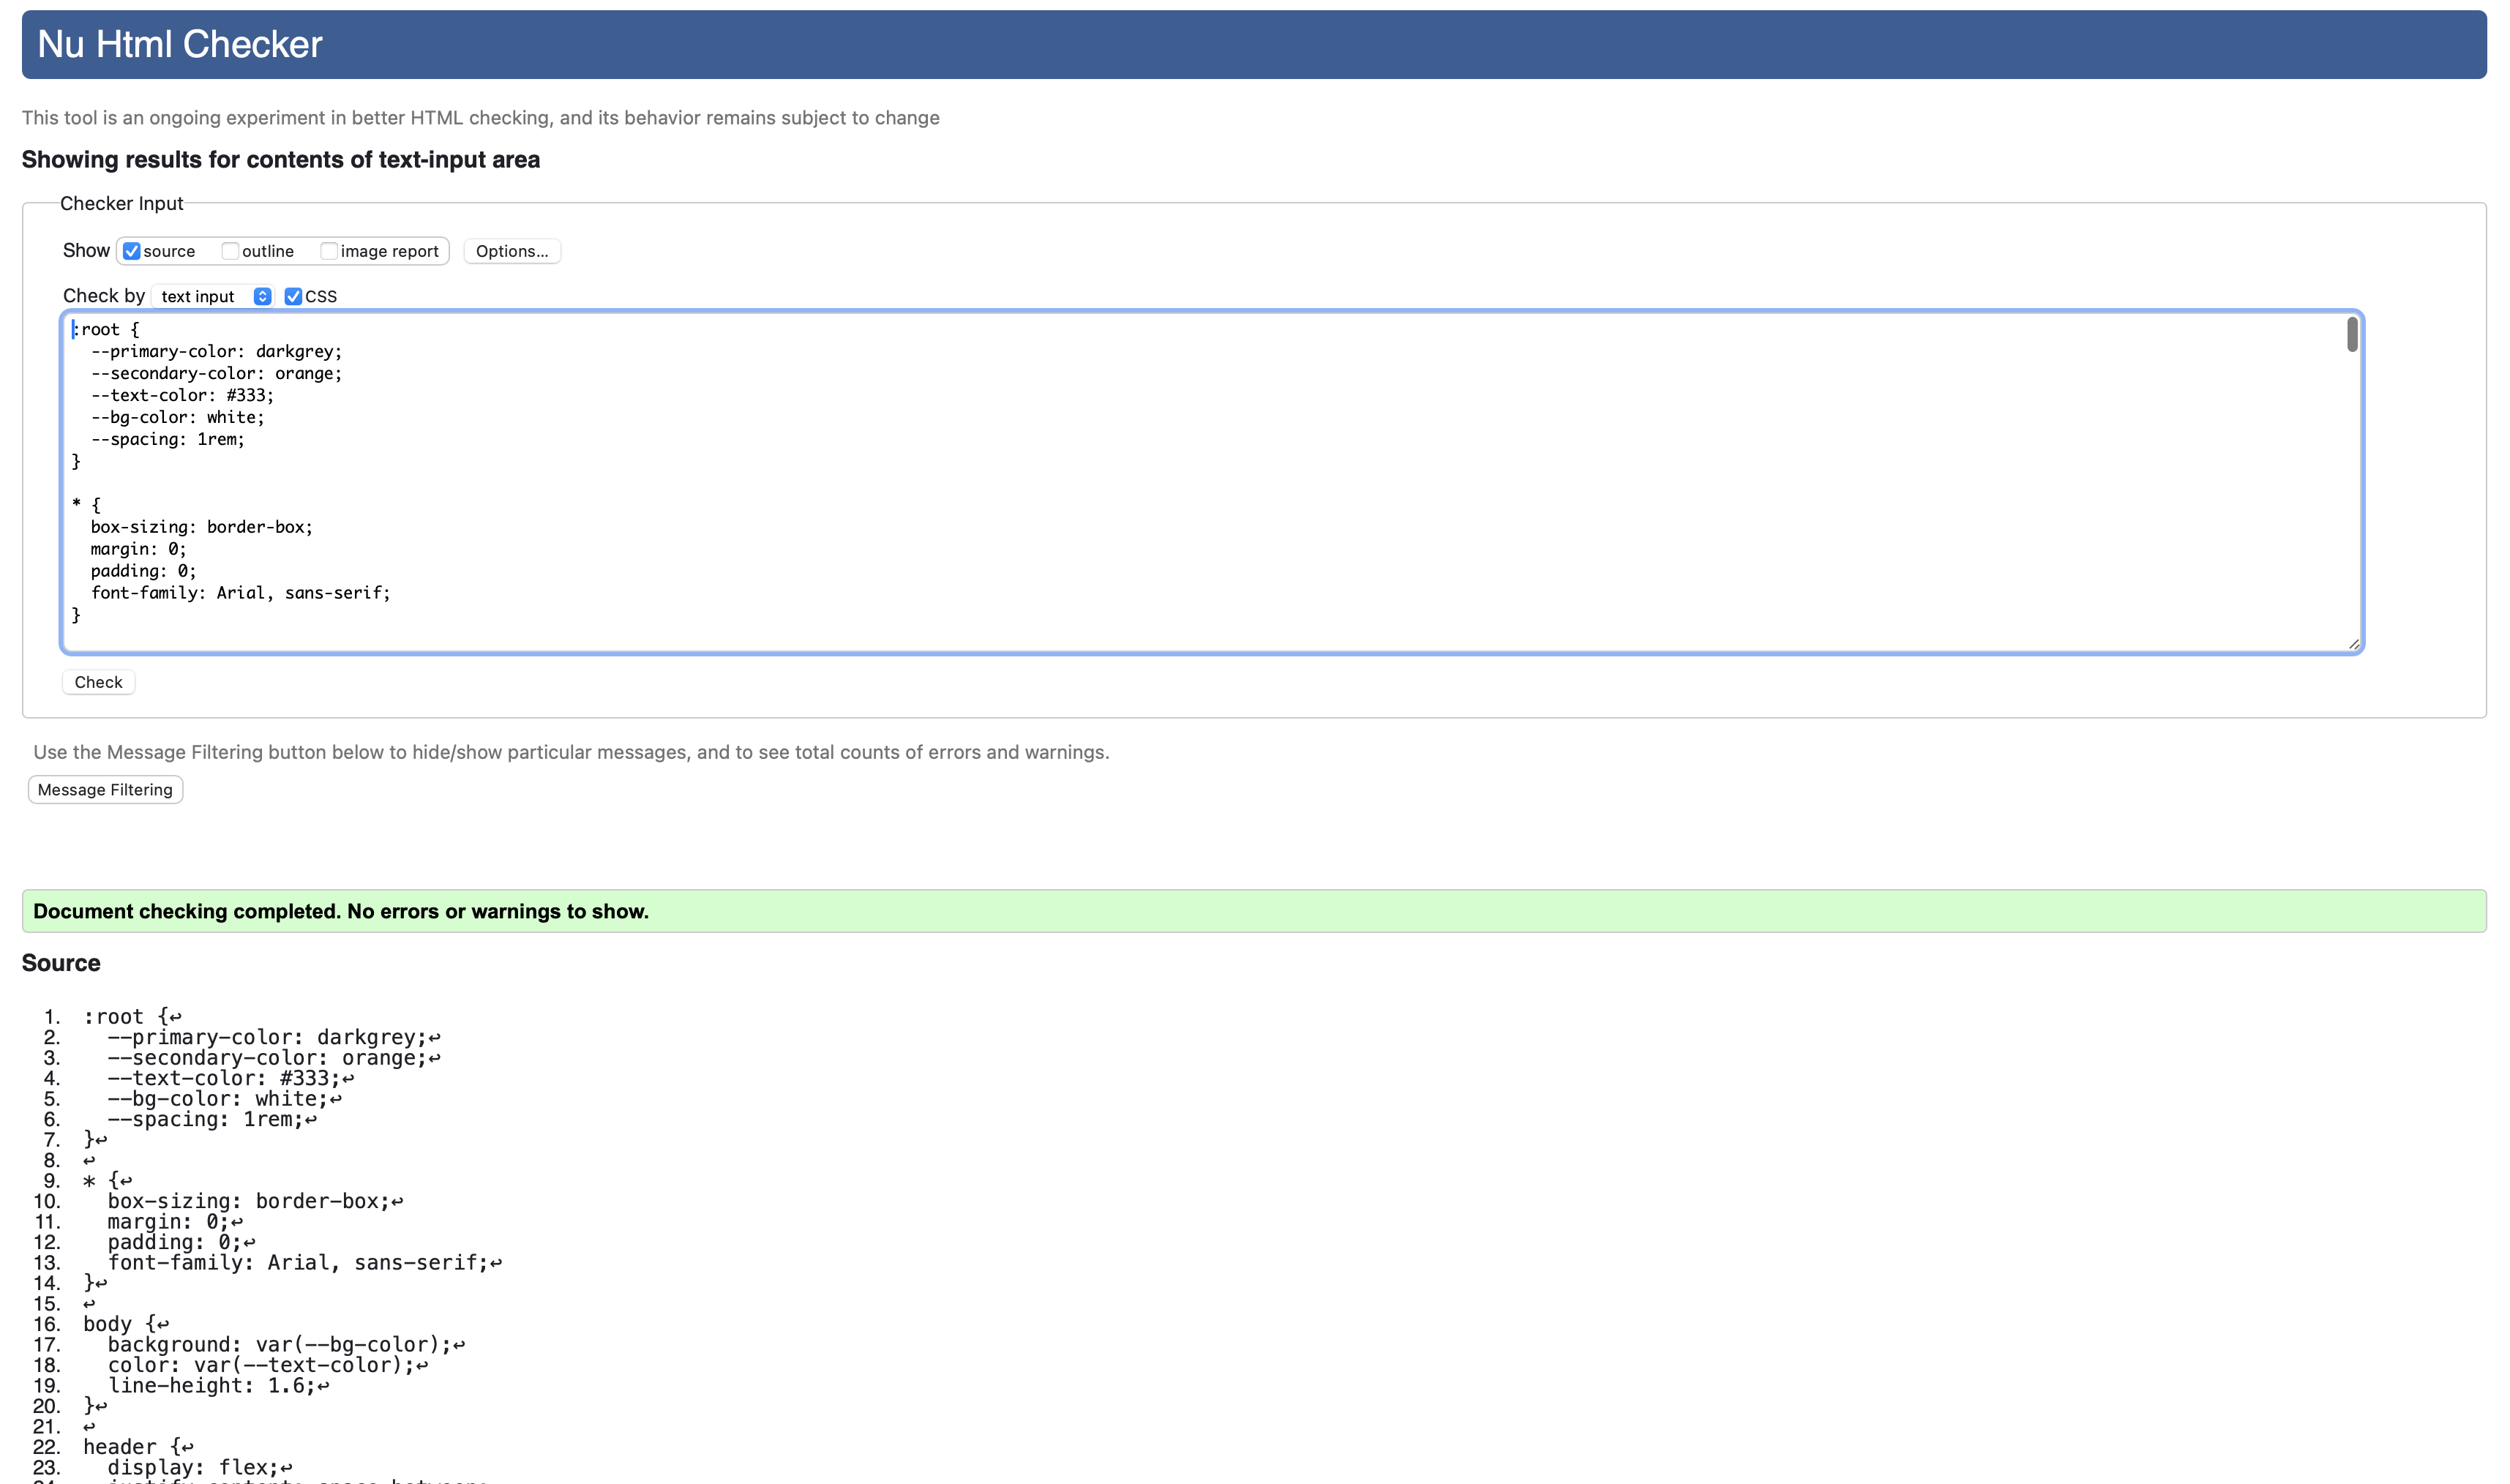 Nu Html Checker
This tool is an ongoing experiment in better HTML checking, and its behavior remains subject to change
Showing results for contents of text-input area
Checker Input
Show source outline image report Options...
Check by text input CSS
:root {
  --primary-color: darkgrey;
  --secondary-color: orange;
  --text-color: #333;
  --bg-color: white;
  --spacing: 1rem;
}
* {
  box-sizing: border-box;
  margin: 0;
  padding: 0;
  font-family: Arial, sans-serif;
}
Check
Use the Message Filtering button below to hide/show particular messages, and to see total counts of errors and warnings.
Message Filtering
Document checking completed. No errors or warnings to show.
Source
1. :root {↩
2.   --primary-color: darkgrey;↩
3.   --secondary-color: orange;↩
4.   --text-color: #333;↩
5.   --bg-color: white;↩
6.   --spacing: 1rem;↩
7. }↩
8. ↩
9. * {↩
10.   box-sizing: border-box;↩
11.   margin: 0;↩
12.   padding: 0;↩
13.   font-family: Arial, sans-serif;↩
14. }↩
15. ↩
16. body {↩
17.   background: var(--bg-color);↩
18.   color: var(--text-color);↩
19.   line-height: 1.6;↩
20. }↩
21. ↩
22. header {↩
23.   display: flex;↩